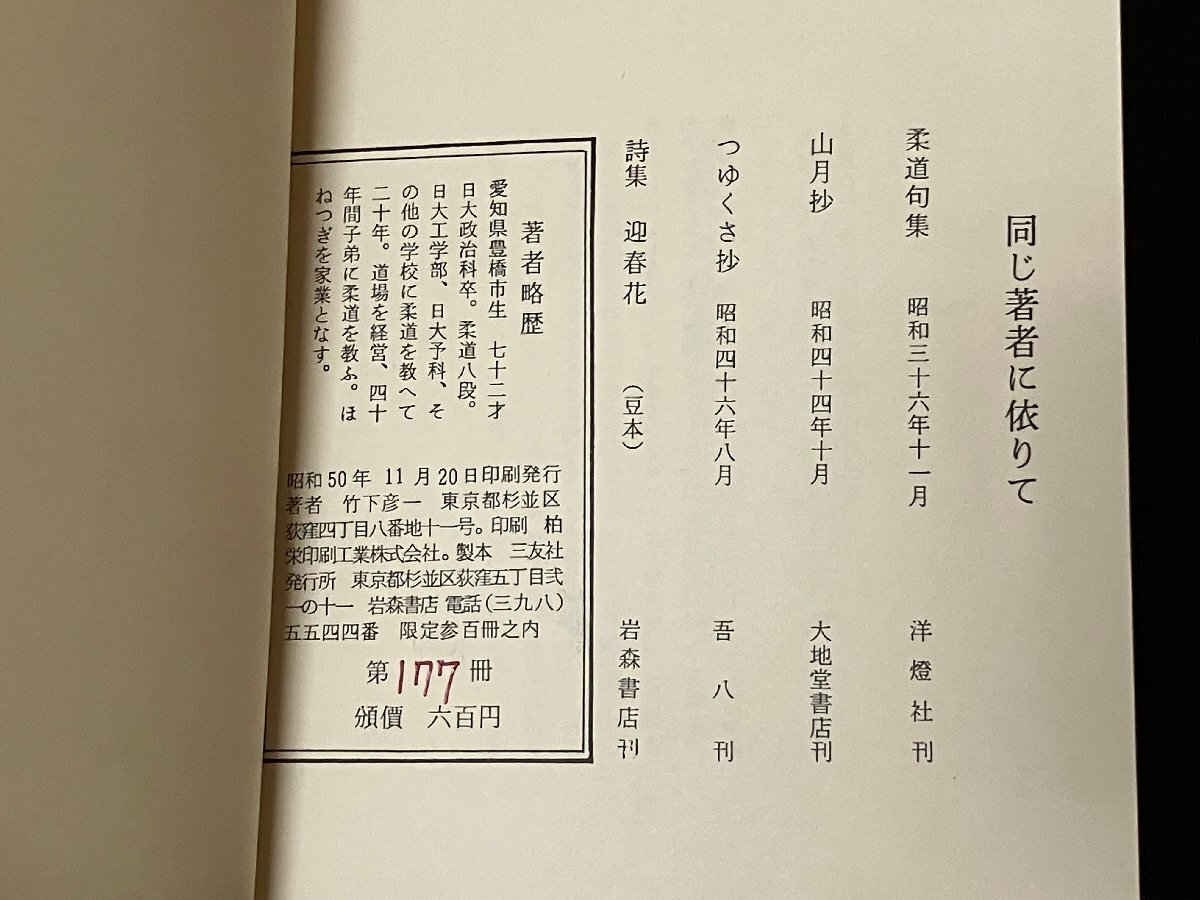 同じ著者に依りて
柔道句集 昭和三十六年十一月 洋燈社刊
山月抄 昭和四十四年十月 大地堂書店刊
つゆくさ抄 昭和四十六年八月 吾八刊
詩集 迎春花 (豆本) 岩森書店刊
著者略歴
愛知県豊橋市生 七十二才
日大政治科卒。柔道八段。
日大工学部、日大予科、そ
の他の学校に柔道を教へて
二十年。道場を経営、四十
年間子弟に柔道を教ふ。ほ
ねつぎを家業となす。
昭和50年 11月20日印刷発行
著者 竹下彦一 東京都杉並区
荻窪四丁目八番地十一号。印刷 柏
栄印刷工業株式会社。製本 三友社
発行所 東京都杉並区荻窪五丁目弐
一の十一 岩森書店 電話(三九八)
五五四四番 限定参百冊之内
第177冊
頒價 六百円